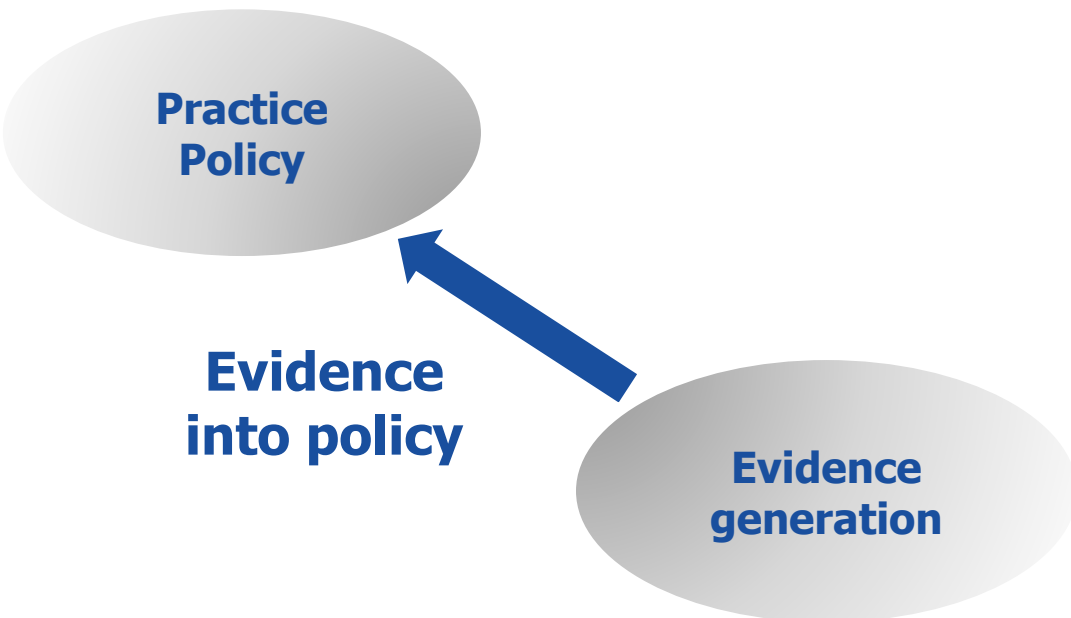 Practice
Policy
Evidence
into policy
Evidence
generation